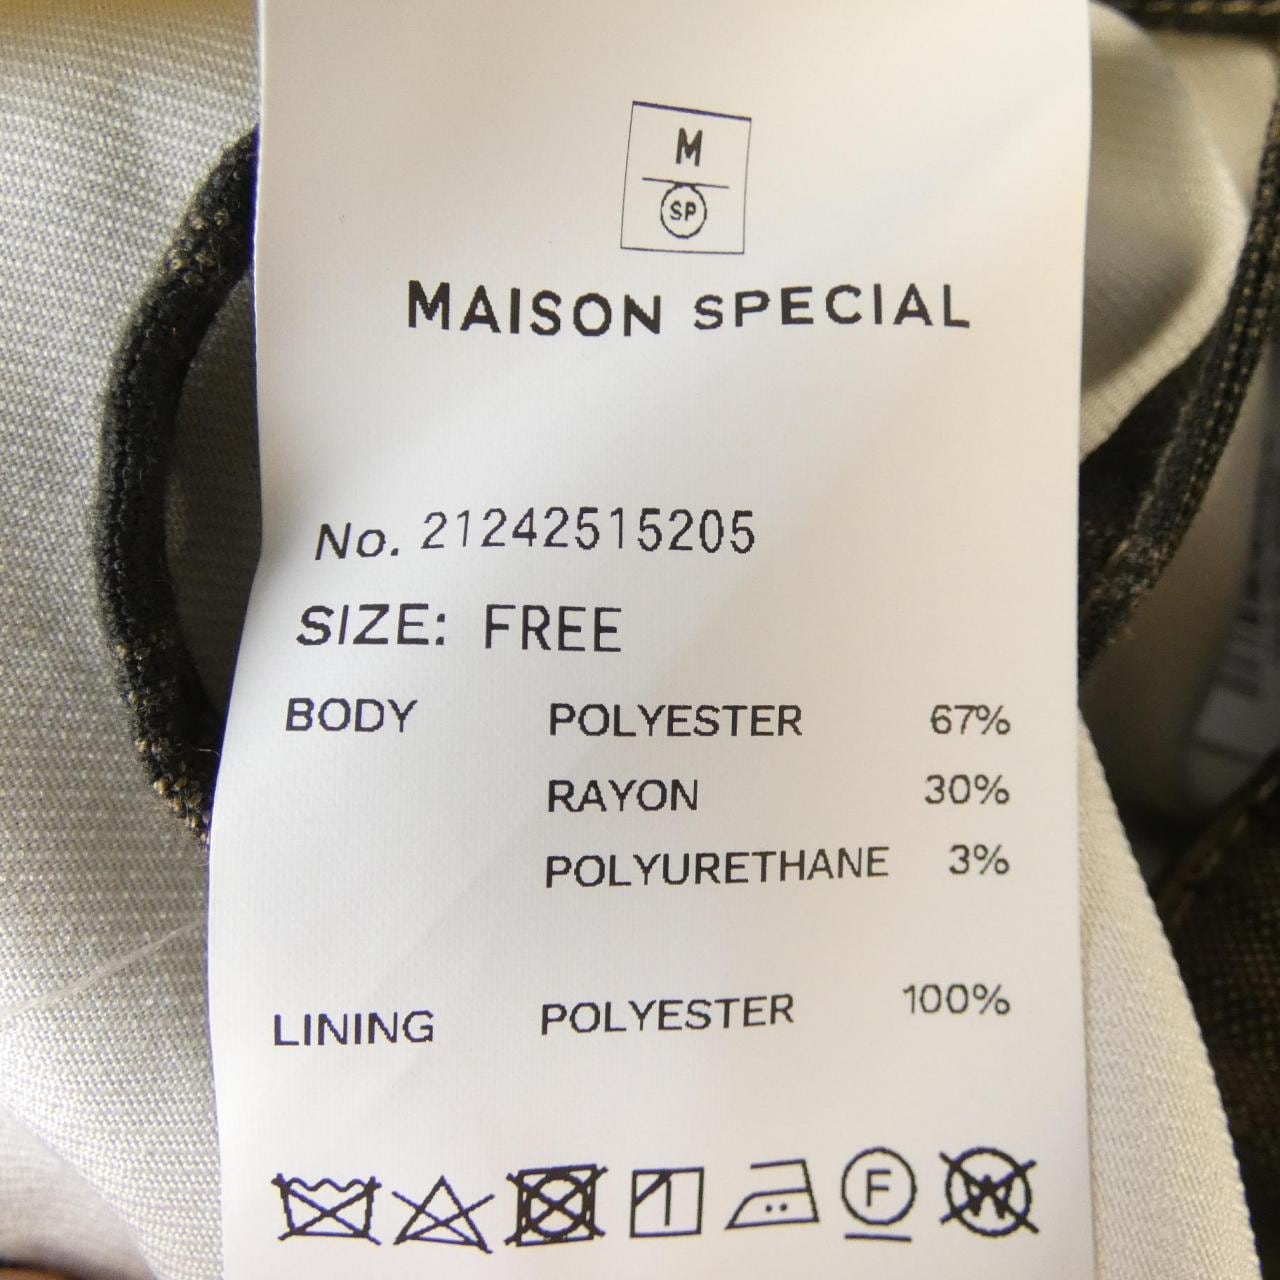 M
SP
MAISON SPECIAL
No. 21242515205
SIZE: FREE
BODY POLYESTER 67%
RAYON 30%
POLYURETHANE 3%
LINING POLYESTER 100%
F
W